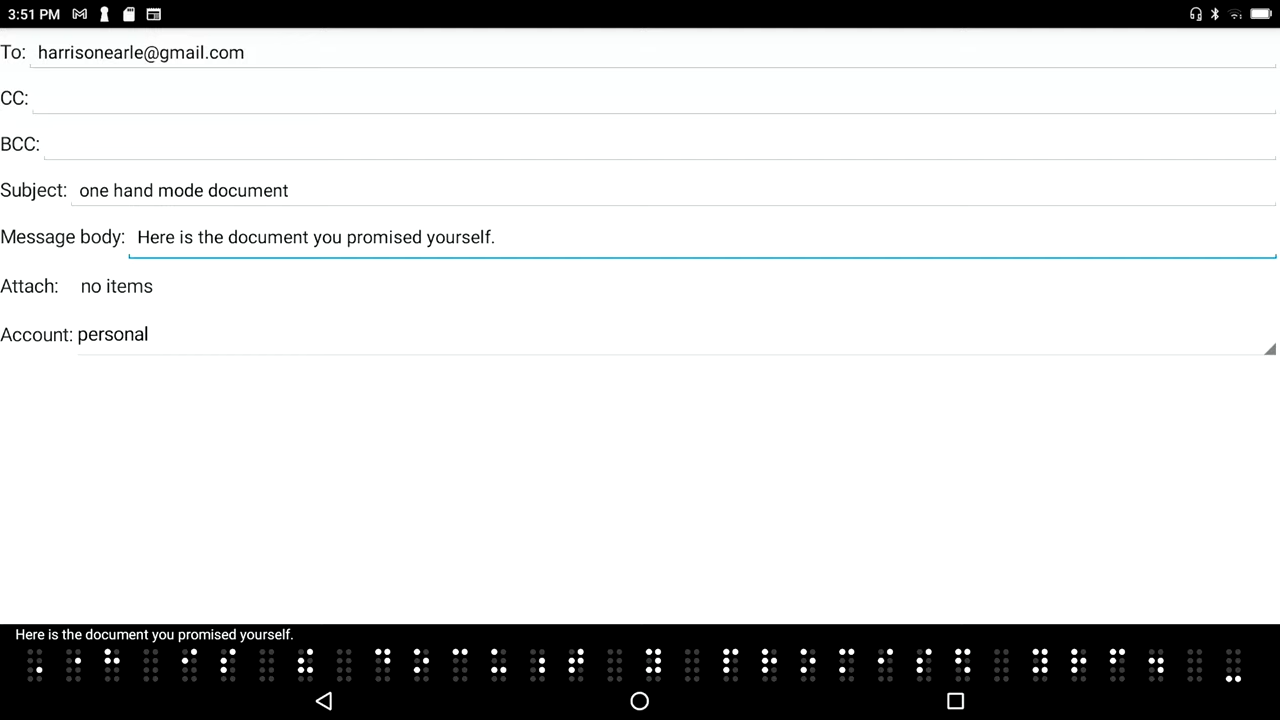 3:51 PM
To: harrisonearle@gmail.com
CC:
BCC:
Subject: one hand mode document
Message body: Here is the document you promised yourself.
Attach: no items
Account: personal
Here is the document you promised yourself.